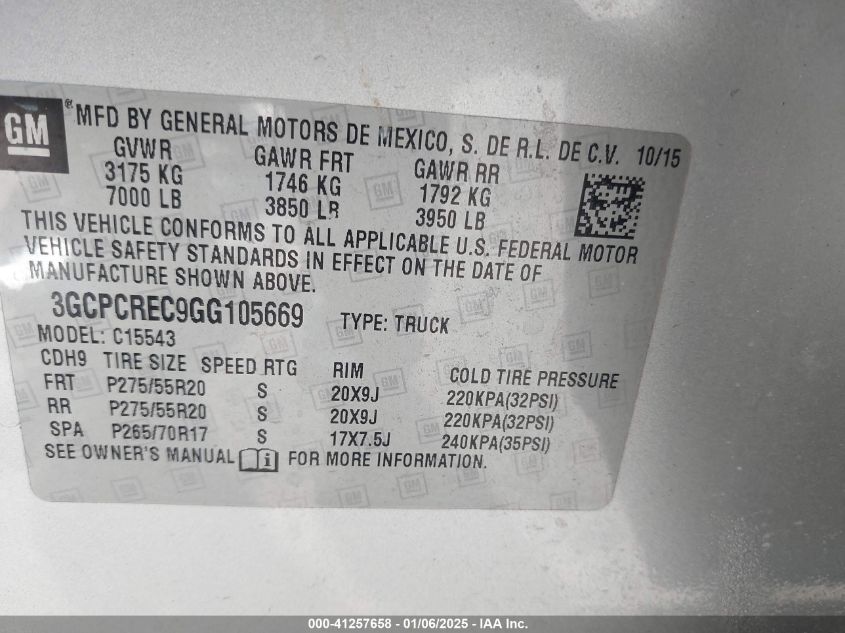 GM
® MFD BY GENERAL MOTORS DE MEXICO, S. DE R.L. DE C.V. 10/15
GVWR GAWR FRT GAWR RR
3175 KG 1746 KG 1792 KG
7000 LB 3850 LB 3950 LB
THIS VEHICLE CONFORMS TO ALL APPLICABLE U.S. FEDERAL MOTOR
VEHICLE SAFETY STANDARDS IN EFFECT ON THE DATE OF
MANUFACTURE SHOWN ABOVE.
3GCPCREC9GG105669 TYPE: TRUCK
MODEL: C15543
CDH9 TIRE SIZE SPEED RTG RIM COLD TIRE PRESSURE
FRT P275/55R20 S 20X9J 220KPA(32PSI)
RR P275/55R20 S 20X9J 220KPA(32PSI)
SPA P265/70R17 S 17X7.5J 240KPA(35PSI)
SEE OWNER'S MANUAL FOR MORE INFORMATION.
000-41257658 - 01/06/2025 - IAA Inc.